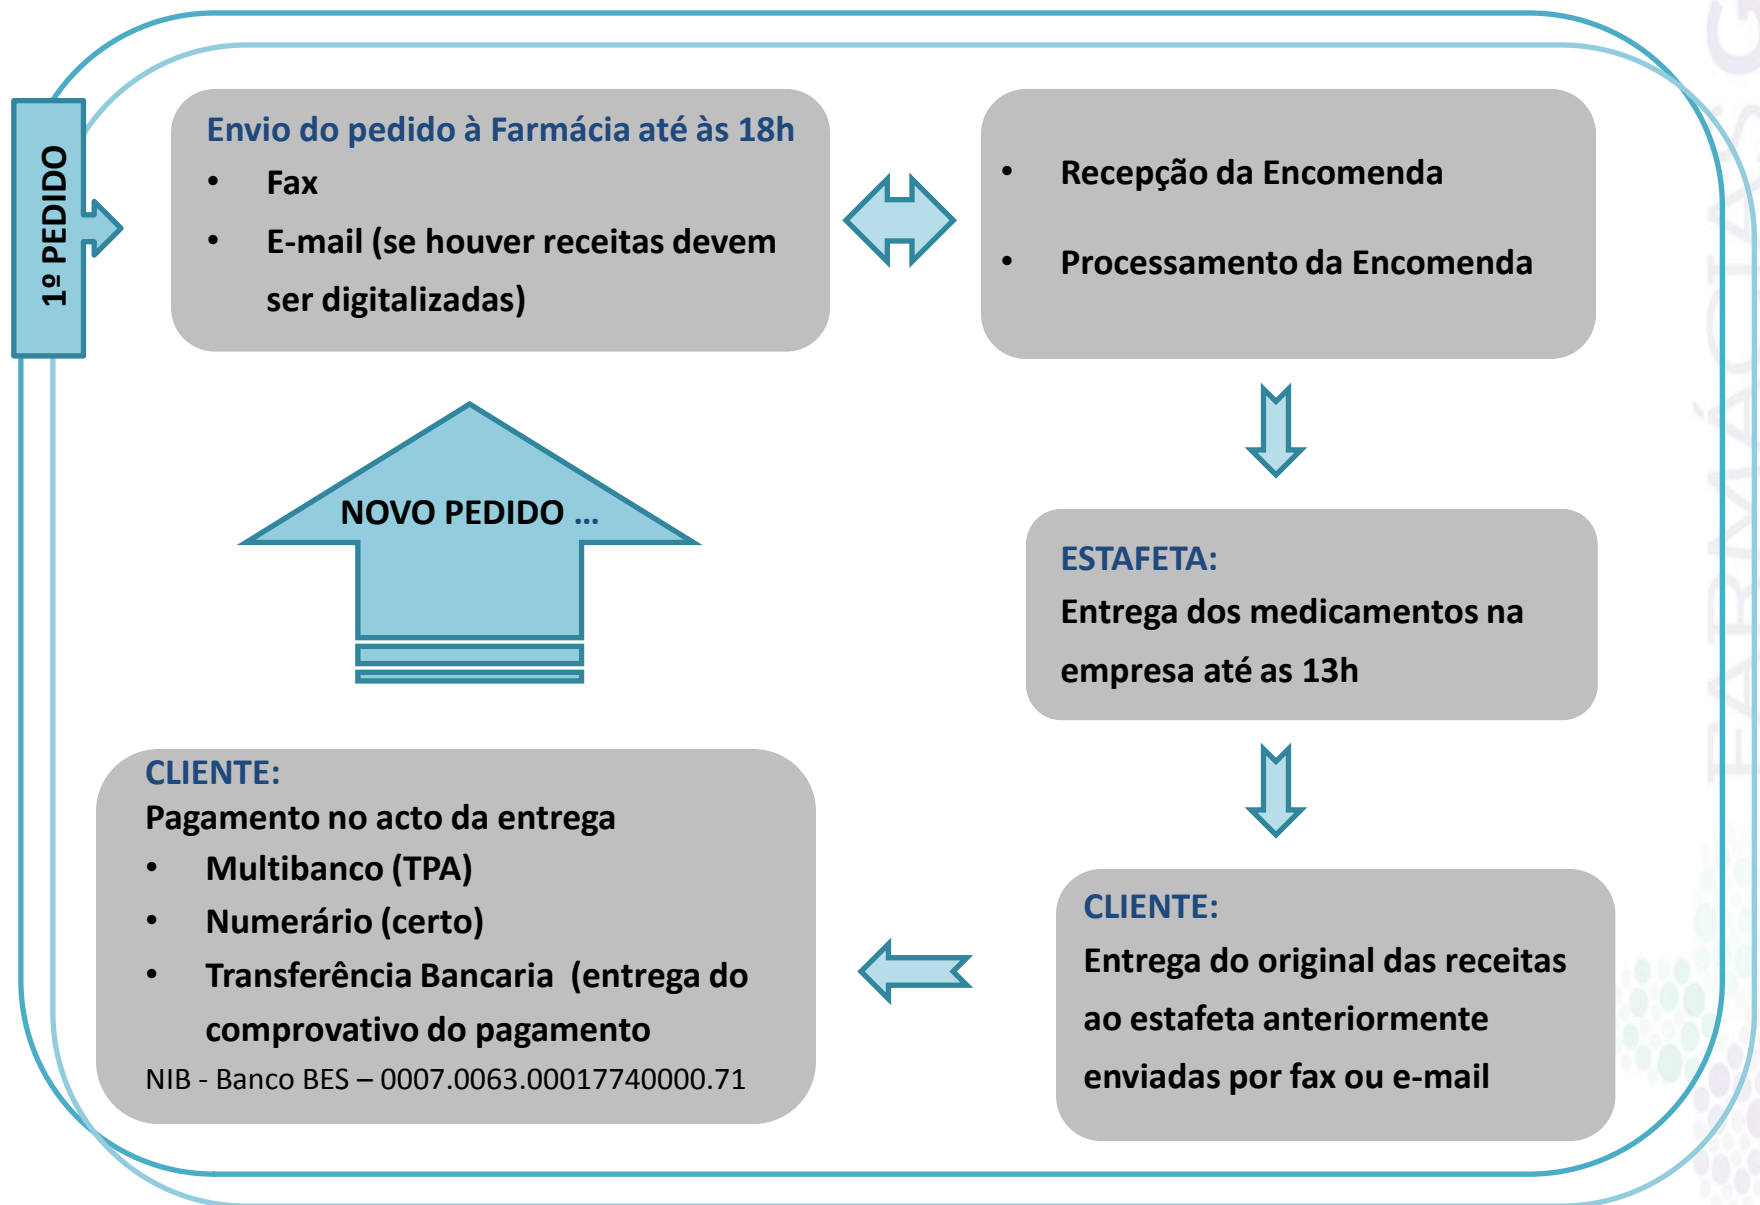 1º PEDIDO
Envio do pedido à Farmácia até às 18h
• Fax
• E-mail (se houver receitas devem
ser digitalizadas)
• Recepção da Encomenda
• Processamento da Encomenda
ESTAFETA:
Entrega dos medicamentos na
empresa até as 13h
CLIENTE:
Entrega do original das receitas
ao estafeta anteriormente
enviadas por fax ou e-mail
CLIENTE:
Pagamento no acto da entrega
• Multibanco (TPA)
• Numerário (certo)
• Transferência Bancaria  (entrega do
comprovativo do pagamento
NIB - Banco BES – 0007.0063.00017740000.71
NOVO PEDIDO ...
FARMÁCIAS G